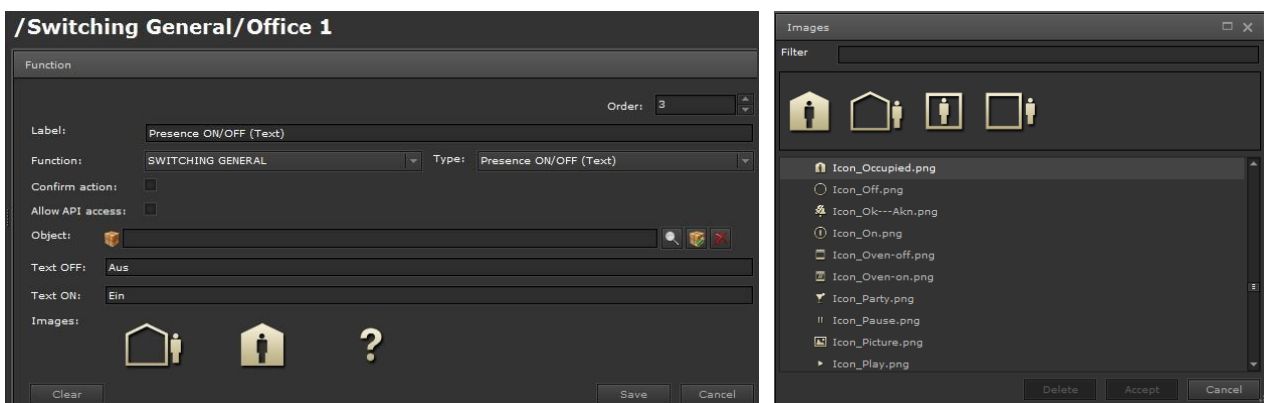 /Switching General/Office 1
Function
Order: 3
Label: Presence ON/OFF (Text)
Function: SWITCHING GENERAL Type: Presence ON/OFF (Text)
Confirm action:
Allow API access:
Object:
Text OFF: Aus
Text ON: Ein
Images:
?
Clear Save Cancel
Images
Filter
Icon_Occupied.png
Icon_Off.png
Icon_Ok---Akn.png
Icon_On.png
Icon_Oven-off.png
Icon_Oven-on.png
Icon_Party.png
Icon_Pause.png
Icon_Picture.png
Icon_Play.png
Delete Accept Cancel